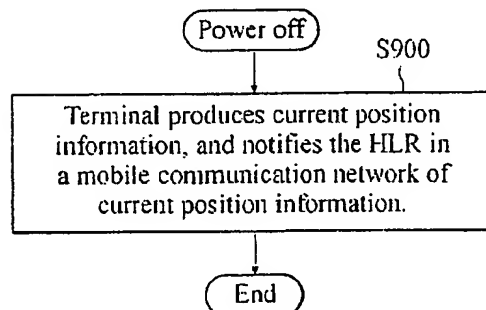 Power off
S900
Terminal produces current position
information, and notifies the HLR in
a mobile communication network of
current position information.
End